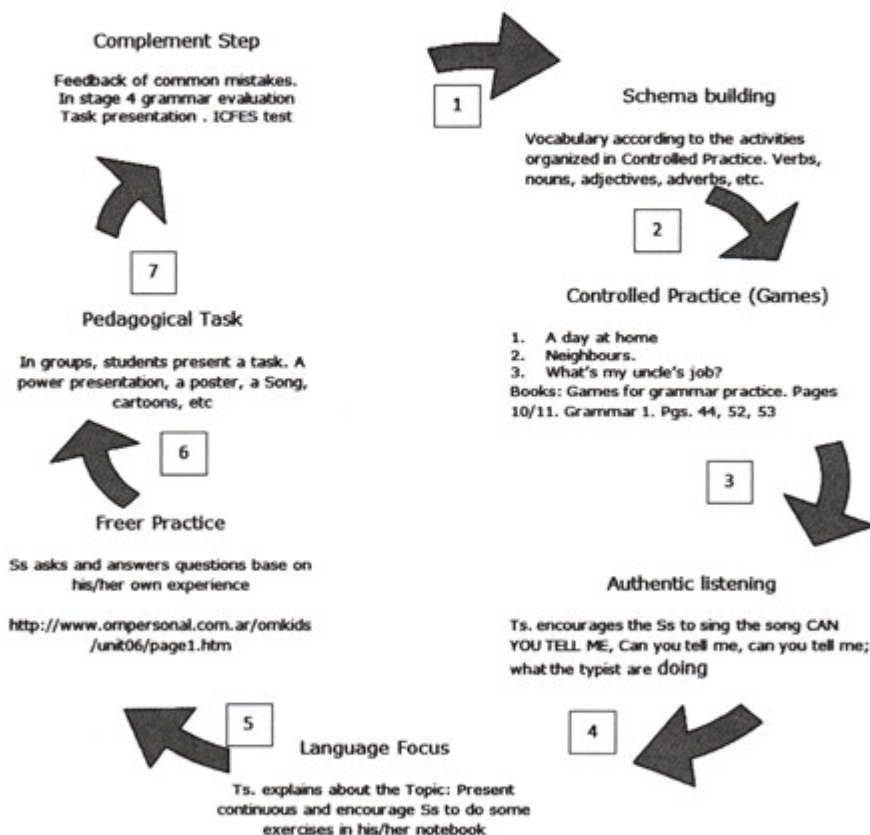 Complement Step
Feedback of common mistakes.
In stage 4 grammar evaluation
Task presentation . ICFES test
1
Schema building
Vocabulary according to the activities
organized in Controlled Practice. Verbs,
nouns, adjectives, adverbs, etc.
2
Controlled Practice (Games)
1. A day at home
2. Neighbours.
3. What's my uncle's job?
Books: Games for grammar practice. Pages
10/11. Grammar 1. Pgs. 44, 52, 53
3
Authentic listening
Ts. encourages the Ss to sing the song CAN
YOU TELL ME, Can you tell me, can you tell me;
what the typist are doing
4
Language Focus
Ts. explains about the Topic: Present
continuous and encourage Ss to do some
exercises in his/her notebook
5
Freer Practice
Ss asks and answers questions base on
his/her own experience
http://www.ompersonal.com.ar/omkids
/unit06/page1.htm
6
Pedagogical Task
In groups, students present a task. A
power presentation, a poster, a Song,
cartoons, etc
7